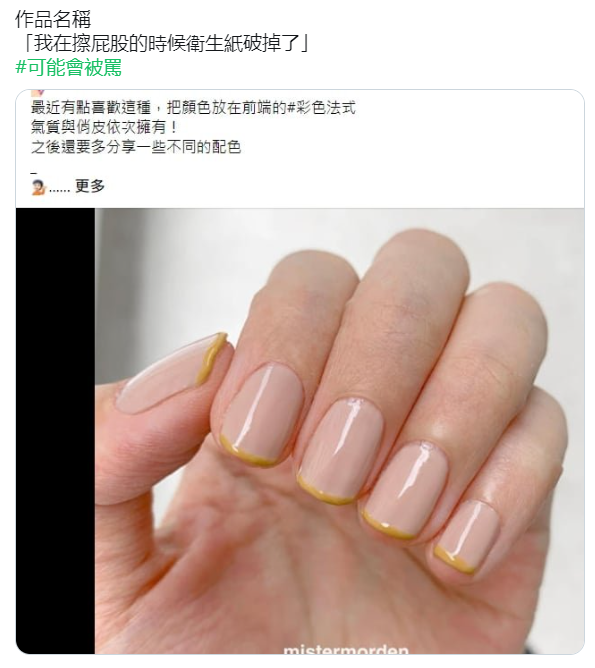 作品名稱
「我在擦屁股的時候衛生紙破掉了」
#可能會被罵
最近有點喜歡這種，把顏色放在前端的#彩色法式
氣質與俏皮依次擁有！
之後還要多分享一些不同的配色
_
...... 更多
mistermorden